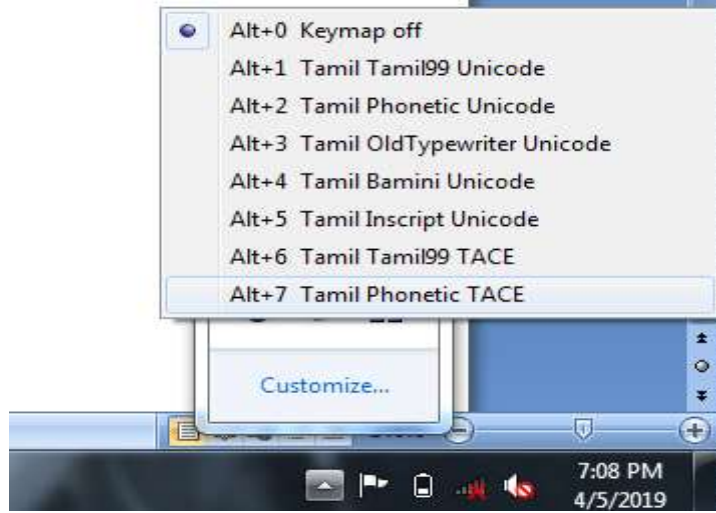 Alt+0 Keymap off
Alt+1 Tamil Tamil99 Unicode
Alt+2 Tamil Phonetic Unicode
Alt+3 Tamil OldTypewriter Unicode
Alt+4 Tamil Bamini Unicode
Alt+5 Tamil Inscript Unicode
Alt+6 Tamil Tamil99 TACE
Alt+7 Tamil Phonetic TACE
Customize...
7:08 PM
4/5/2019